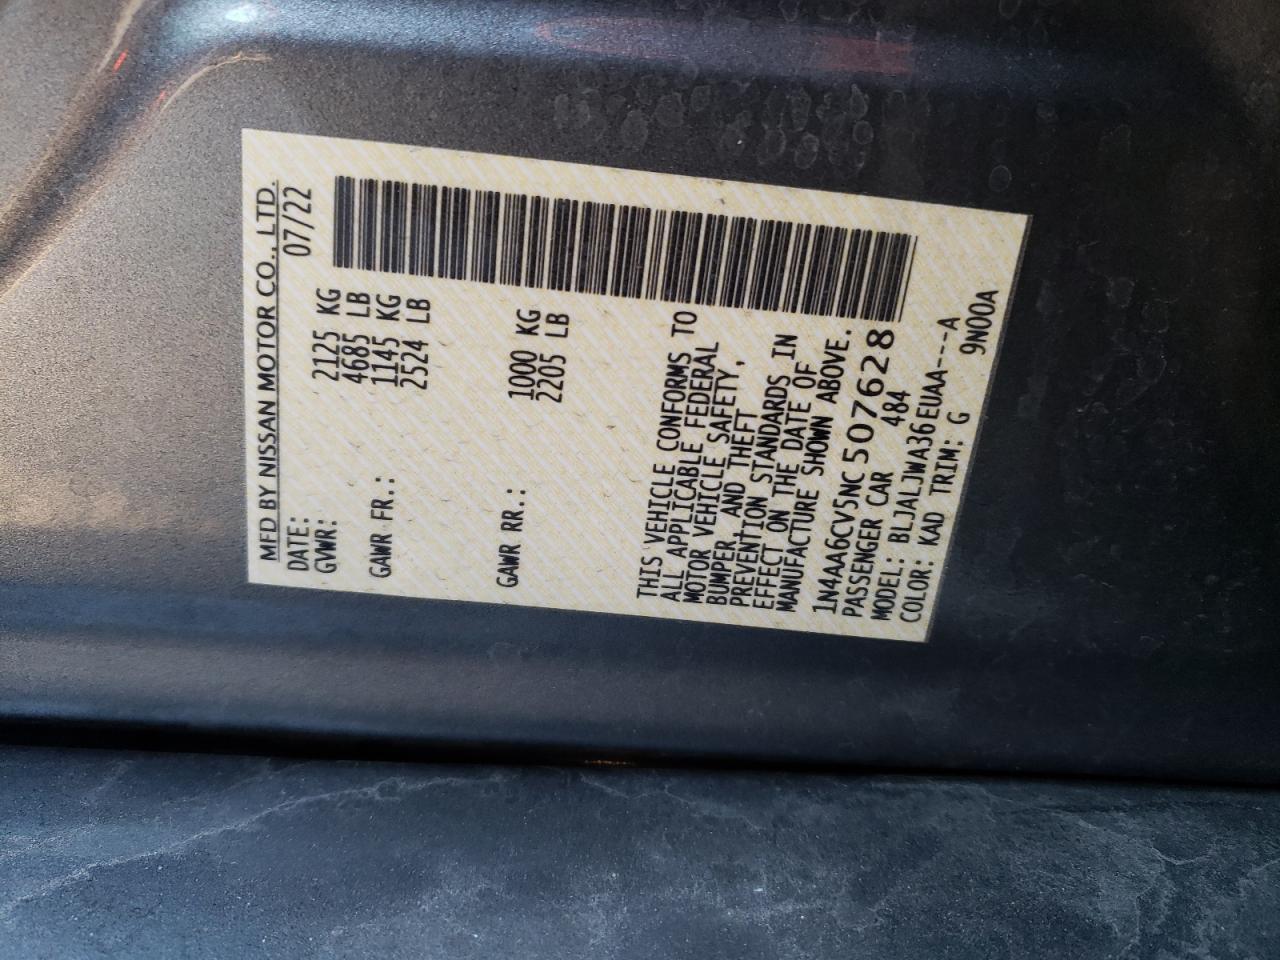 MFD BY NISSAN MOTOR CO., LTD.
DATE: 07/22
GVWR: 2125 KG
4685 LB
GAWR FR.: 1145 KG
2524 LB
GAWR RR.: 1000 KG
2205 LB
THIS VEHICLE CONFORMS TO
ALL APPLICABLE FEDERAL
MOTOR VEHICLE SAFETY,
BUMPER, AND THEFT
PREVENTION STANDARDS IN
EFFECT ON THE DATE OF
MANUFACTURE SHOWN ABOVE.
1N4AA6CV5NC507628
PASSENGER CAR 484
MODEL: BLJALJWA36EUAA---A
COLOR: KAD TRIM: G 9N00A